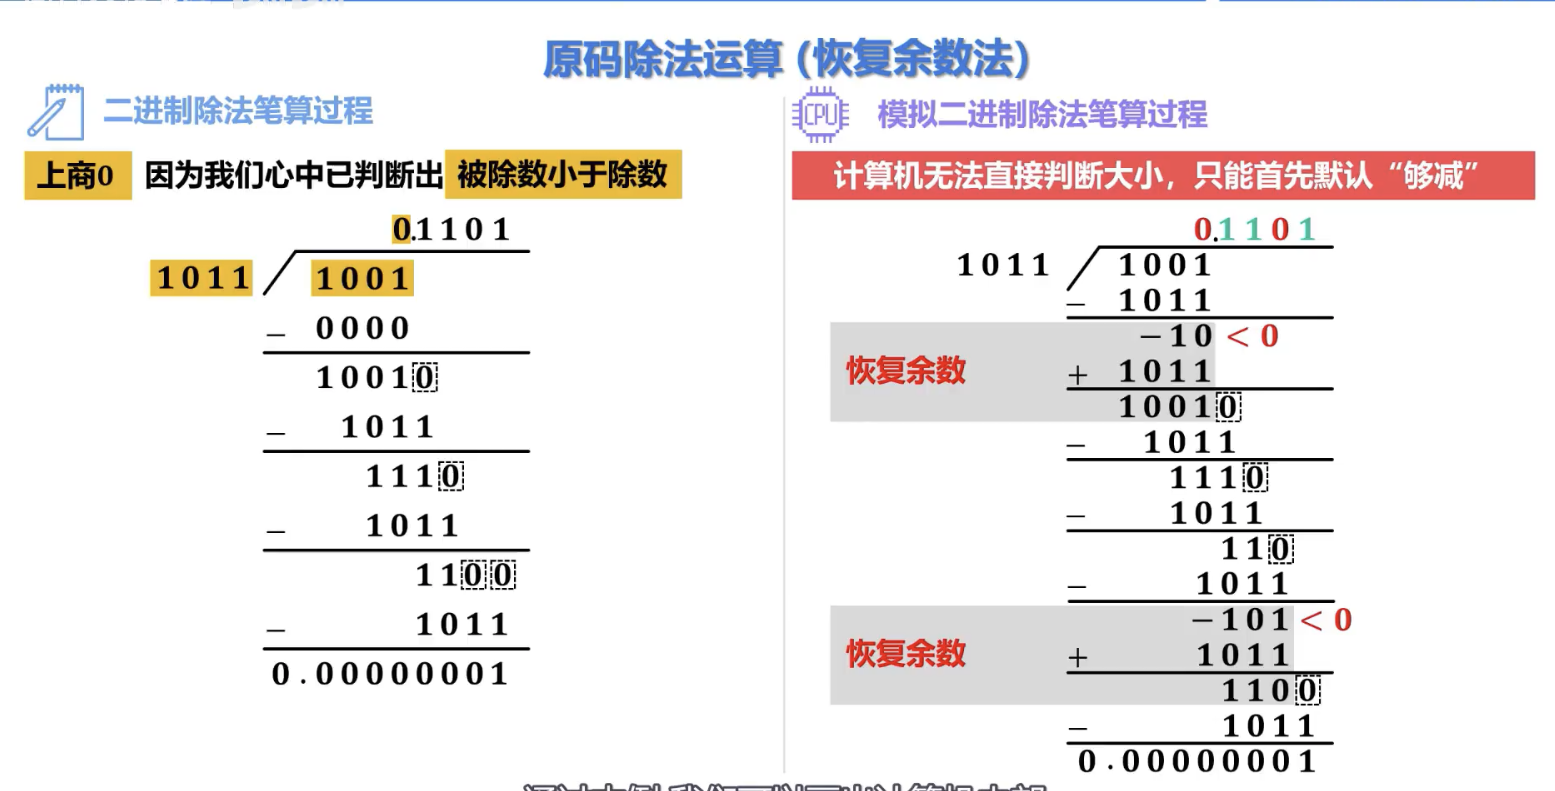 原码除法运算（恢复余数法）
二进制除法笔算过程
上商0 因为我们心中已判断出 被除数小于除数
0.1101
1011 1001
− 0000
10010
− 1011
1110
− 1011
1100
− 1011
0.00000001
CPU 模拟二进制除法笔算过程
计算机无法直接判断大小，只能首先默认“够减”
0.1101
1011 1001
− 1011
−10 < 0
恢复余数
+ 1011
10010
− 1011
1110
− 1011
110
− 1011
−101 < 0
恢复余数
+ 1011
1100
− 1011
0.00000001